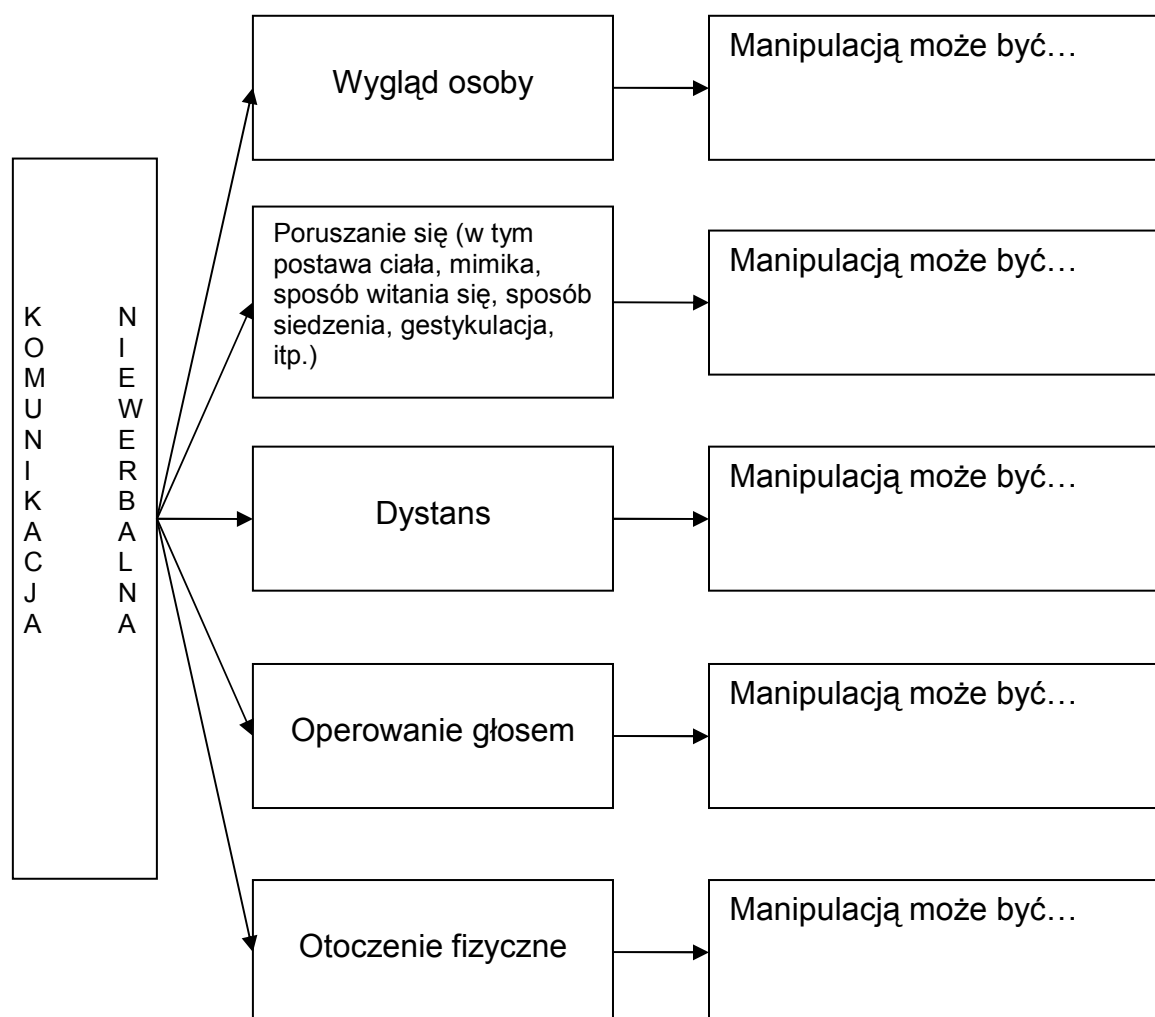 KOMUNIKACJA
NIEWERBALNA
Wygląd osoby
Manipulacją może być…
Poruszanie się (w tym
postawa ciała, mimika,
sposób witania się, sposób
siedzenia, gestykulacja,
itp.)
Manipulacją może być…
Dystans
Manipulacją może być…
Operowanie głosem
Manipulacją może być…
Otoczenie fizyczne
Manipulacją może być…